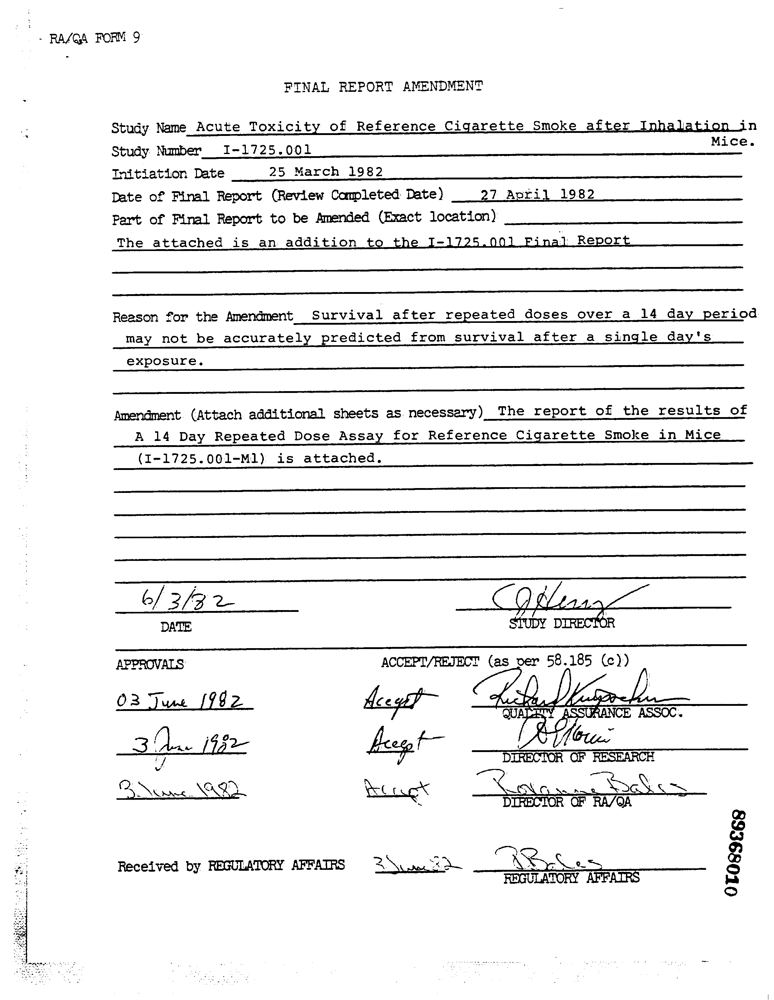 RA/QA FORM 9
FINAL REPORT AMENDMENT
Study Name Acute Toxicity of Reference Cigarette Smoke after Inhalation in
Mice.
Study Number I-1725.001
Initiation Date 25 March 1982
Date of Final Report (Review Completed Date) 27 April 1982
Part of Final Report to be Amended (Exact location)
The attached is an addition to the I-1725.001 Final Report
Reason for the Amendment Survival after repeated doses over a 14 day period
may not be accurately predicted from survival after a single day's
exposure.
Amendment (Attach additional sheets as necessary) The report of the results of
A 14 Day Repeated Dose Assay for Reference Cigarette Smoke in Mice
(I-1725.001-M1) is attached.
6/3/82
DATE
STUDY DIRECTOR
APPROVALS ACCEPT/REJECT (as per 58.185 (c))
03 June 1982 Accept Richard
QUALITY ASSURANCE ASSOC.
3 June 1982 Accept
DIRECTOR OF RESEARCH
3 June 1982 Accept Roxanne Bales
DIRECTOR OF RA/QA
Received by REGULATORY AFFAIRS 3 June 82 RBales
REGULATORY AFFAIRS
89368010